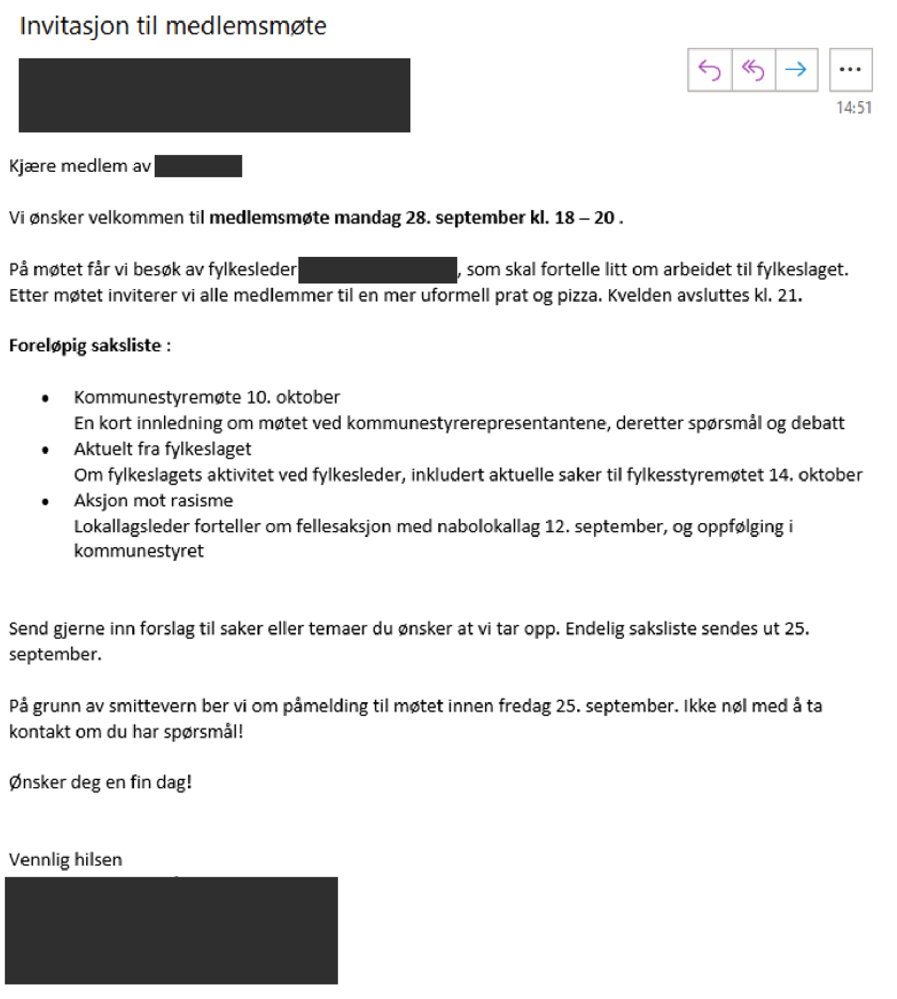 Invitasjon til medlemsmøte
14:51
Kjære medlem av
Vi ønsker velkommen til medlemsmøte mandag 28. september kl. 18 – 20 .
På møtet får vi besøk av fylkesleder , som skal fortelle litt om arbeidet til fylkeslaget.
Etter møtet inviterer vi alle medlemmer til en mer uformell prat og pizza. Kvelden avsluttes kl. 21.
Foreløpig saksliste :
• Kommunestyremøte 10. oktober
En kort innledning om møtet ved kommunestyrerepresentantene, deretter spørsmål og debatt
• Aktuelt fra fylkeslaget
Om fylkeslagets aktivitet ved fylkesleder, inkludert aktuelle saker til fylkesstyremøtet 14. oktober
• Aksjon mot rasisme
Lokallagsleder forteller om fellesaksjon med nabolokallag 12. september, og oppfølging i
kommunestyret
Send gjerne inn forslag til saker eller temaer du ønsker at vi tar opp. Endelig saksliste sendes ut 25.
september.
På grunn av smittevern ber vi om påmelding til møtet innen fredag 25. september. Ikke nøl med å ta
kontakt om du har spørsmål!
Ønsker deg en fin dag!
Vennlig hilsen